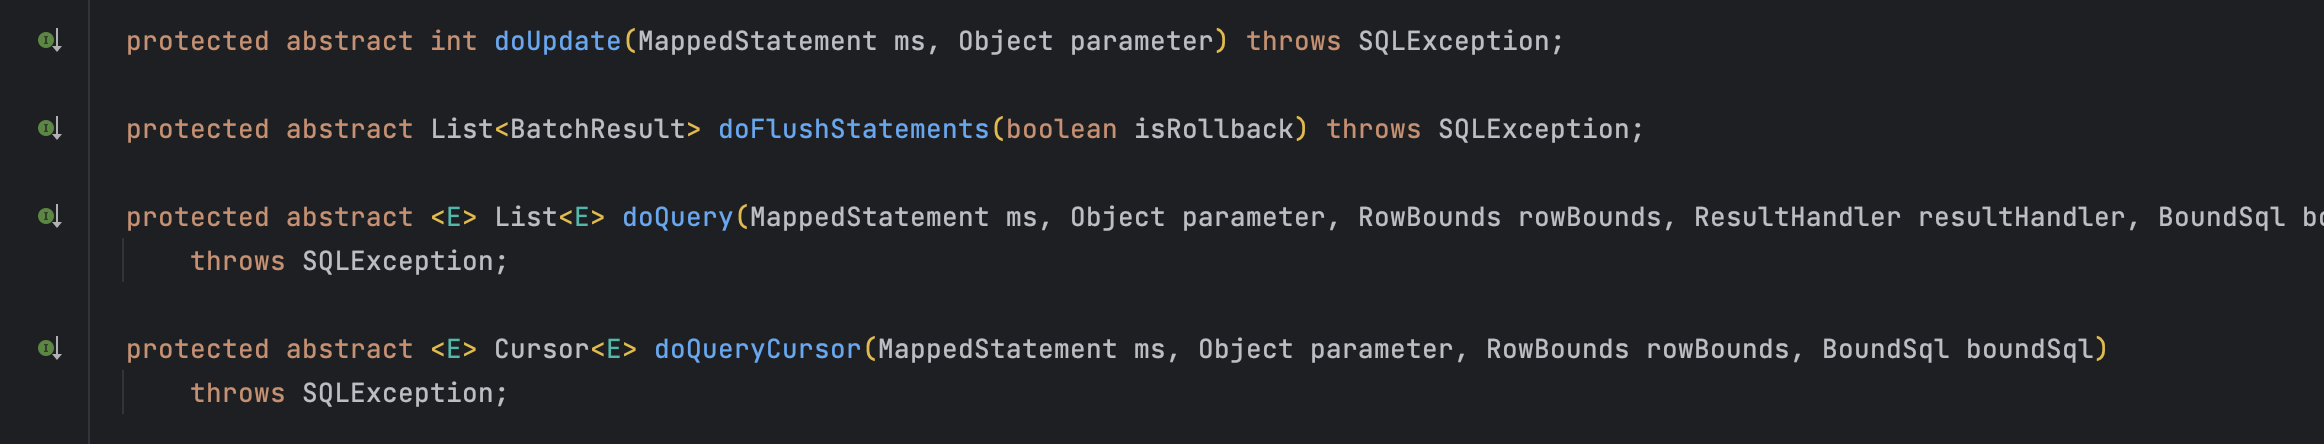 protected abstract int doUpdate(MappedStatement ms, Object parameter) throws SQLException;
protected abstract List<BatchResult> doFlushStatements(boolean isRollback) throws SQLException;
protected abstract <E> List<E> doQuery(MappedStatement ms, Object parameter, RowBounds rowBounds, ResultHandler resultHandler, BoundSql
throws SQLException;
protected abstract <E> Cursor<E> doQueryCursor(MappedStatement ms, Object parameter, RowBounds rowBounds, BoundSql boundSql)
throws SQLException;